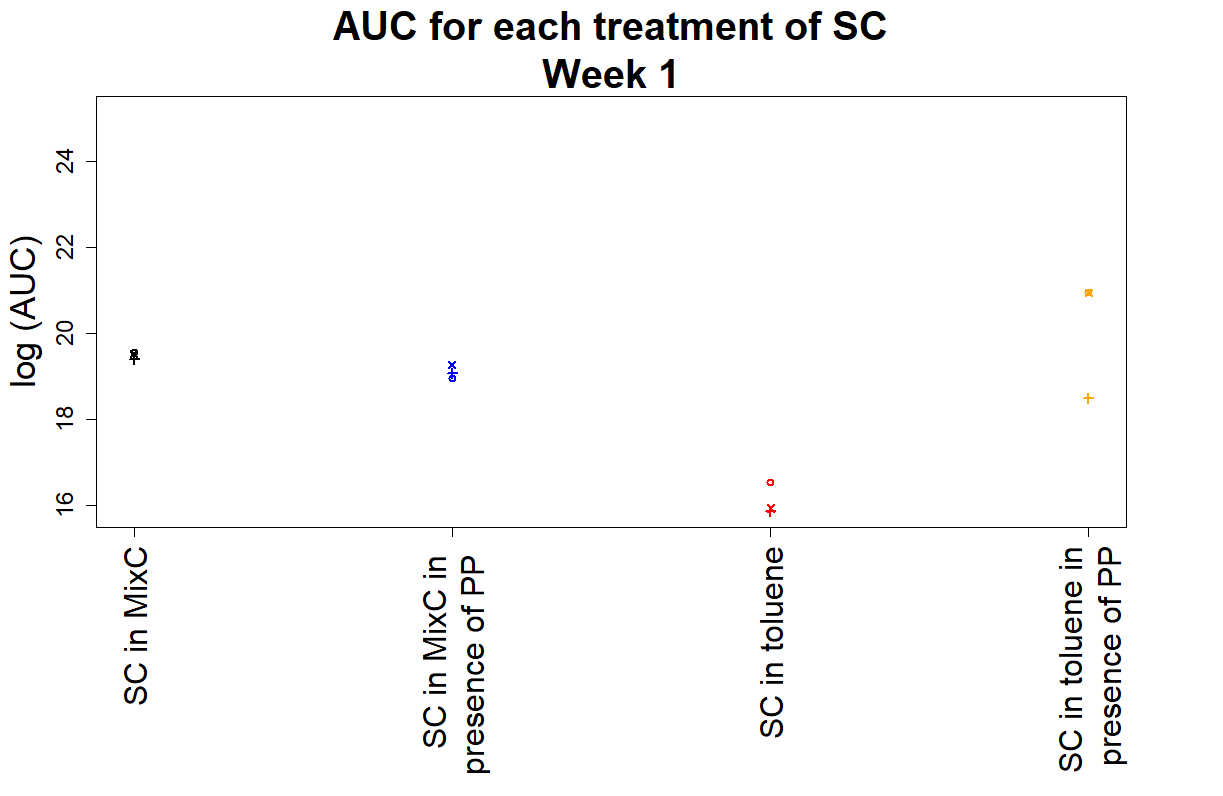 AUC for each treatment of SC
Week 1
log (AUC)
24
22
20
18
16
SC in MixC
SC in MixC in
presence of PP
SC in toluene
SC in toluene in
presence of PP